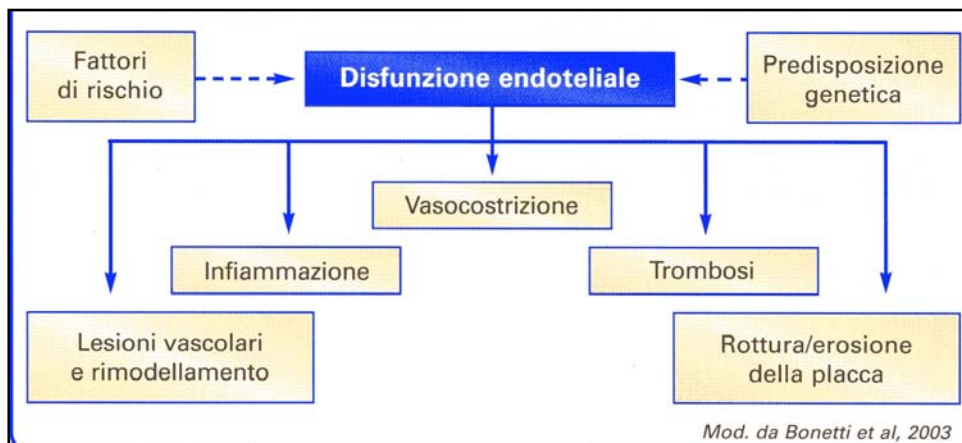 Fattori
di rischio
Disfunzione endoteliale
Predisposizione
genetica
Vasocostrizione
Infiammazione
Trombosi
Lesioni vascolari
e rimodellamento
Rottura/erosione
della placca
Mod. da Bonetti et al, 2003